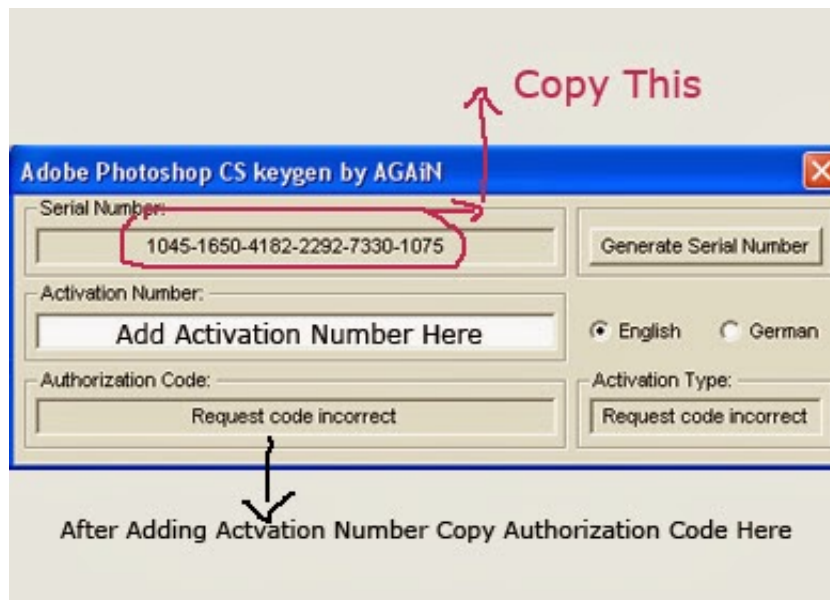 Copy This
Adobe Photoshop CS keygen by AGAiN
Serial Number:
1045-1650-4182-2292-7330-1075
Generate Serial Number
Activation Number:
Add Activation Number Here
English
German
Authorization Code:
Activation Type:
Request code incorrect
Request code incorrect
After Adding Actvation Number Copy Authorization Code Here